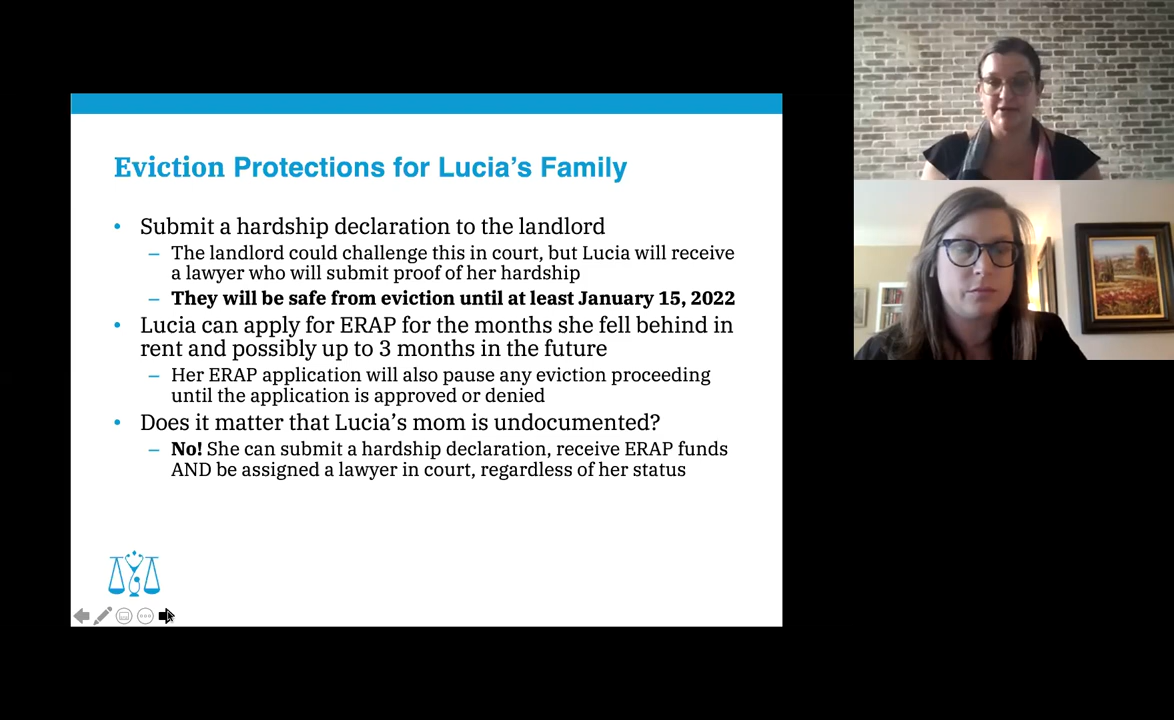 Eviction Protections for Lucia's Family
• Submit a hardship declaration to the landlord
– The landlord could challenge this in court, but Lucia will receive
a lawyer who will submit proof of her hardship
– They will be safe from eviction until at least January 15, 2022
• Lucia can apply for ERAP for the months she fell behind in
rent and possibly up to 3 months in the future
– Her ERAP application will also pause any eviction proceeding
until the application is approved or denied
• Does it matter that Lucia's mom is undocumented?
– No! She can submit a hardship declaration, receive ERAP funds
AND be assigned a lawyer in court, regardless of her status